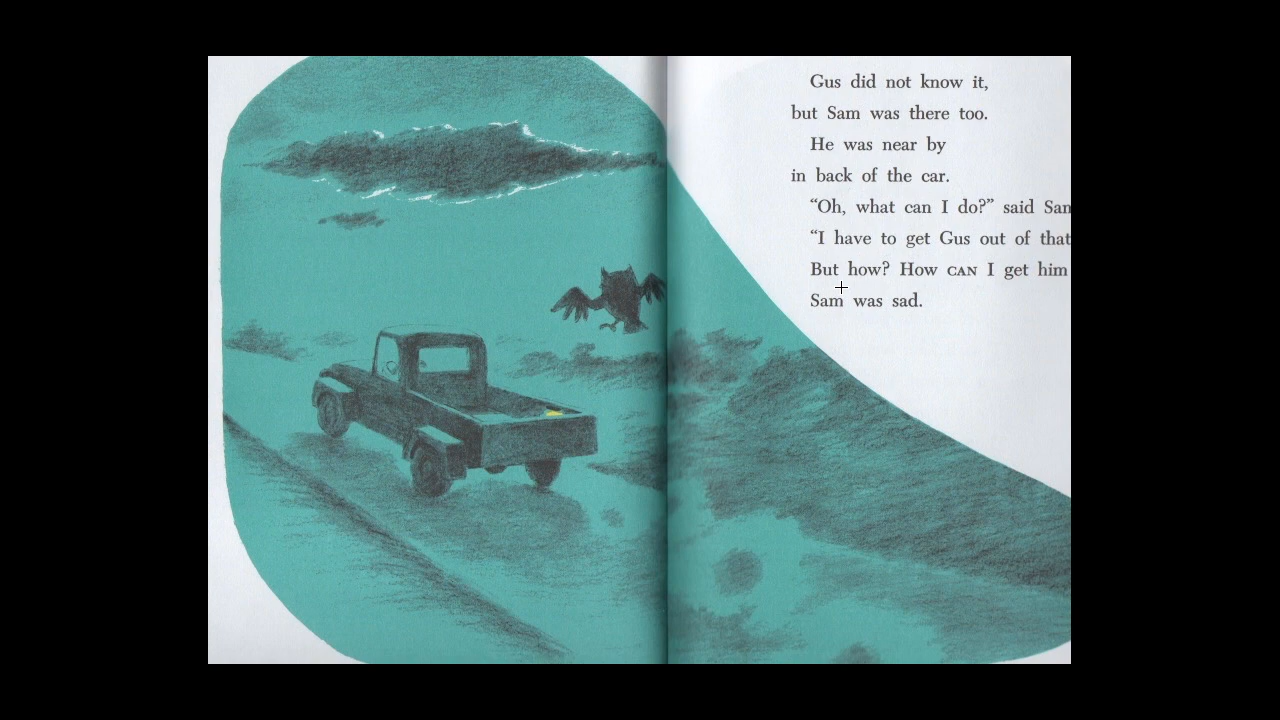 Gus did not know it,
but Sam was there too.
He was near by
in back of the car.
"Oh, what can I do?" said Sam
"I have to get Gus out of that
But how? How CAN I get him
Sam was sad.